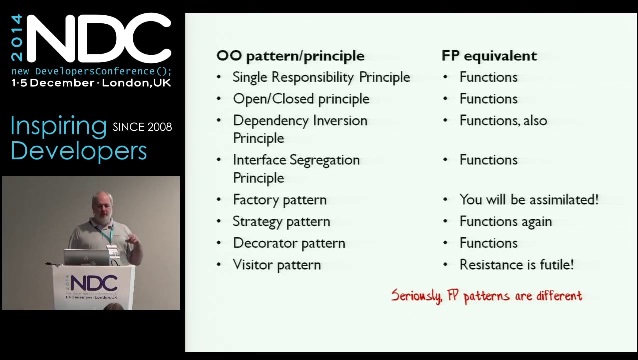 2014
NDC
new DevelopersConference();
1-5 December · London,UK
Inspiring SINCE 2008
Developers
NDC
OO pattern/principle
FP equivalent
• Single Responsibility Principle
• Functions
• Open/Closed principle
• Functions
• Dependency Inversion
Principle
• Functions, also
• Interface Segregation
Principle
• Functions
• Factory pattern
• You will be assimilated!
• Strategy pattern
• Functions again
• Decorator pattern
• Functions
• Visitor pattern
• Resistance is futile!
Seriously, FP patterns are different